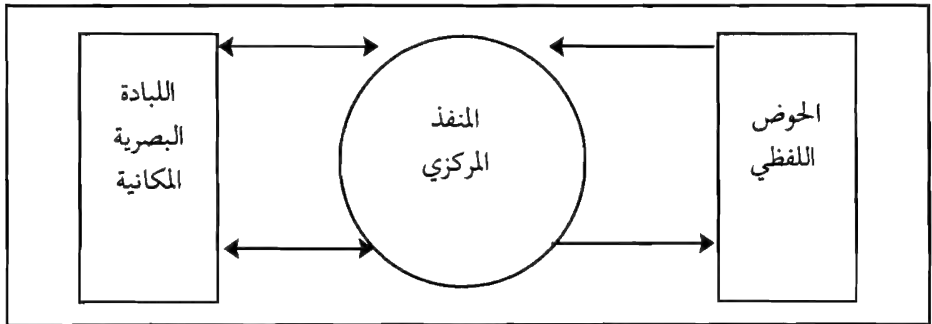 الحوض
اللفظي
المنفذ
المركزي
اللبادة
البصرية
المكانية